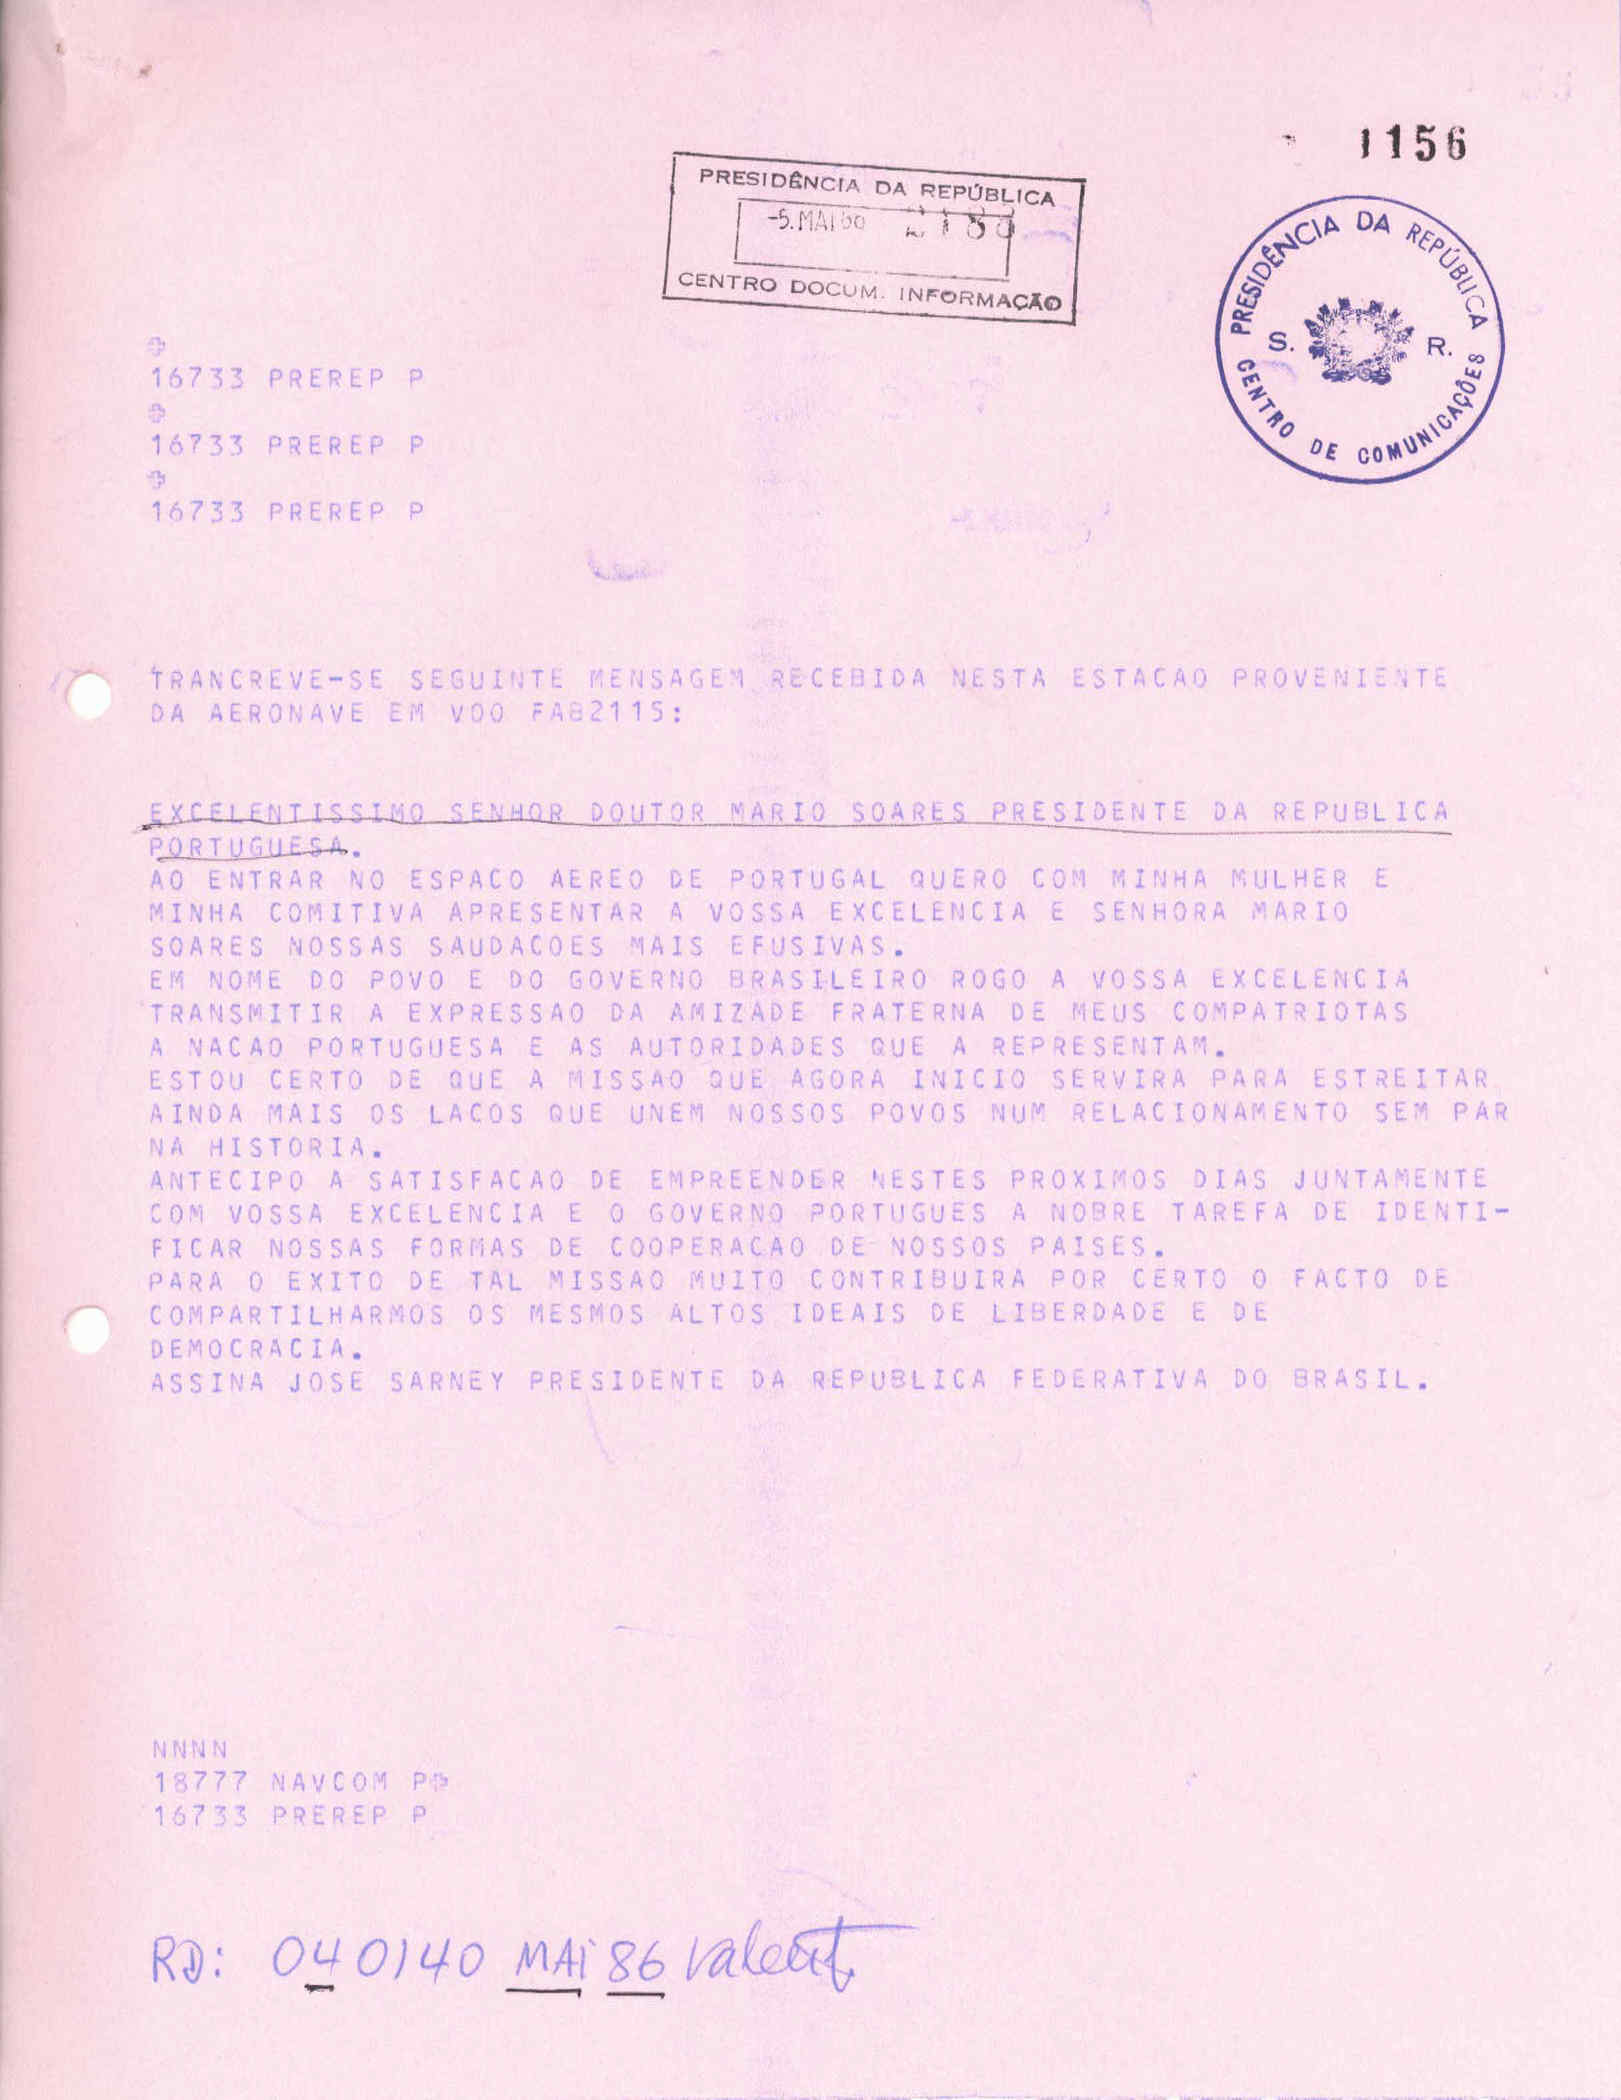 1156
PRESIDÊNCIA DA REPÚBLICA
-5.MAI
CENTRO DOCUM. INFORMAÇÃO
PRESIDÊNCIA DA REPÚBLICA
S. R.
CENTRO DE COMUNICAÇÕES
16733 PREREP P
16733 PREREP P
16733 PREREP P
TRANCREVE-SE SEGUINTE MENSAGEM RECEBIDA NESTA ESTACAO PROVENIENTE
DA AERONAVE EM VOO FAB2115:
EXCELENTISSIMO SENHOR DOUTOR MARIO SOARES PRESIDENTE DA REPUBLICA
PORTUGUESA.
AO ENTRAR NO ESPACO AEREO DE PORTUGAL QUERO COM MINHA MULHER E
MINHA COMITIVA APRESENTAR A VOSSA EXCELENCIA E SENHORA MARIO
SOARES NOSSAS SAUDACOES MAIS EFUSIVAS.
EM NOME DO POVO E DO GOVERNO BRASILEIRO ROGO A VOSSA EXCELENCIA
TRANSMITIR A EXPRESSAO DA AMIZADE FRATERNA DE MEUS COMPATRIOTAS
A NACAO PORTUGUESA E AS AUTORIDADES QUE A REPRESENTAM.
ESTOU CERTO DE QUE A MISSAO QUE AGORA INICIO SERVIRA PARA ESTREITAR
AINDA MAIS OS LACOS QUE UNEM NOSSOS POVOS NUM RELACIONAMENTO SEM PAR
NA HISTORIA.
ANTECIPO A SATISFACAO DE EMPREENDER NESTES PROXIMOS DIAS JUNTAMENTE
COM VOSSA EXCELENCIA E O GOVERNO PORTUGUES A NOBRE TAREFA DE IDENTI-
FICAR NOSSAS FORMAS DE COOPERACAO DE NOSSOS PAISES.
PARA O EXITO DE TAL MISSAO MUITO CONTRIBUIRA POR CERTO O FACTO DE
COMPARTILHARMOS OS MESMOS ALTOS IDEAIS DE LIBERDADE E DE
DEMOCRACIA.
ASSINA JOSE SARNEY PRESIDENTE DA REPUBLICA FEDERATIVA DO BRASIL.
NNNN
18777 NAVCOM P
16733 PREREP P
RD: 040140 MAI 86